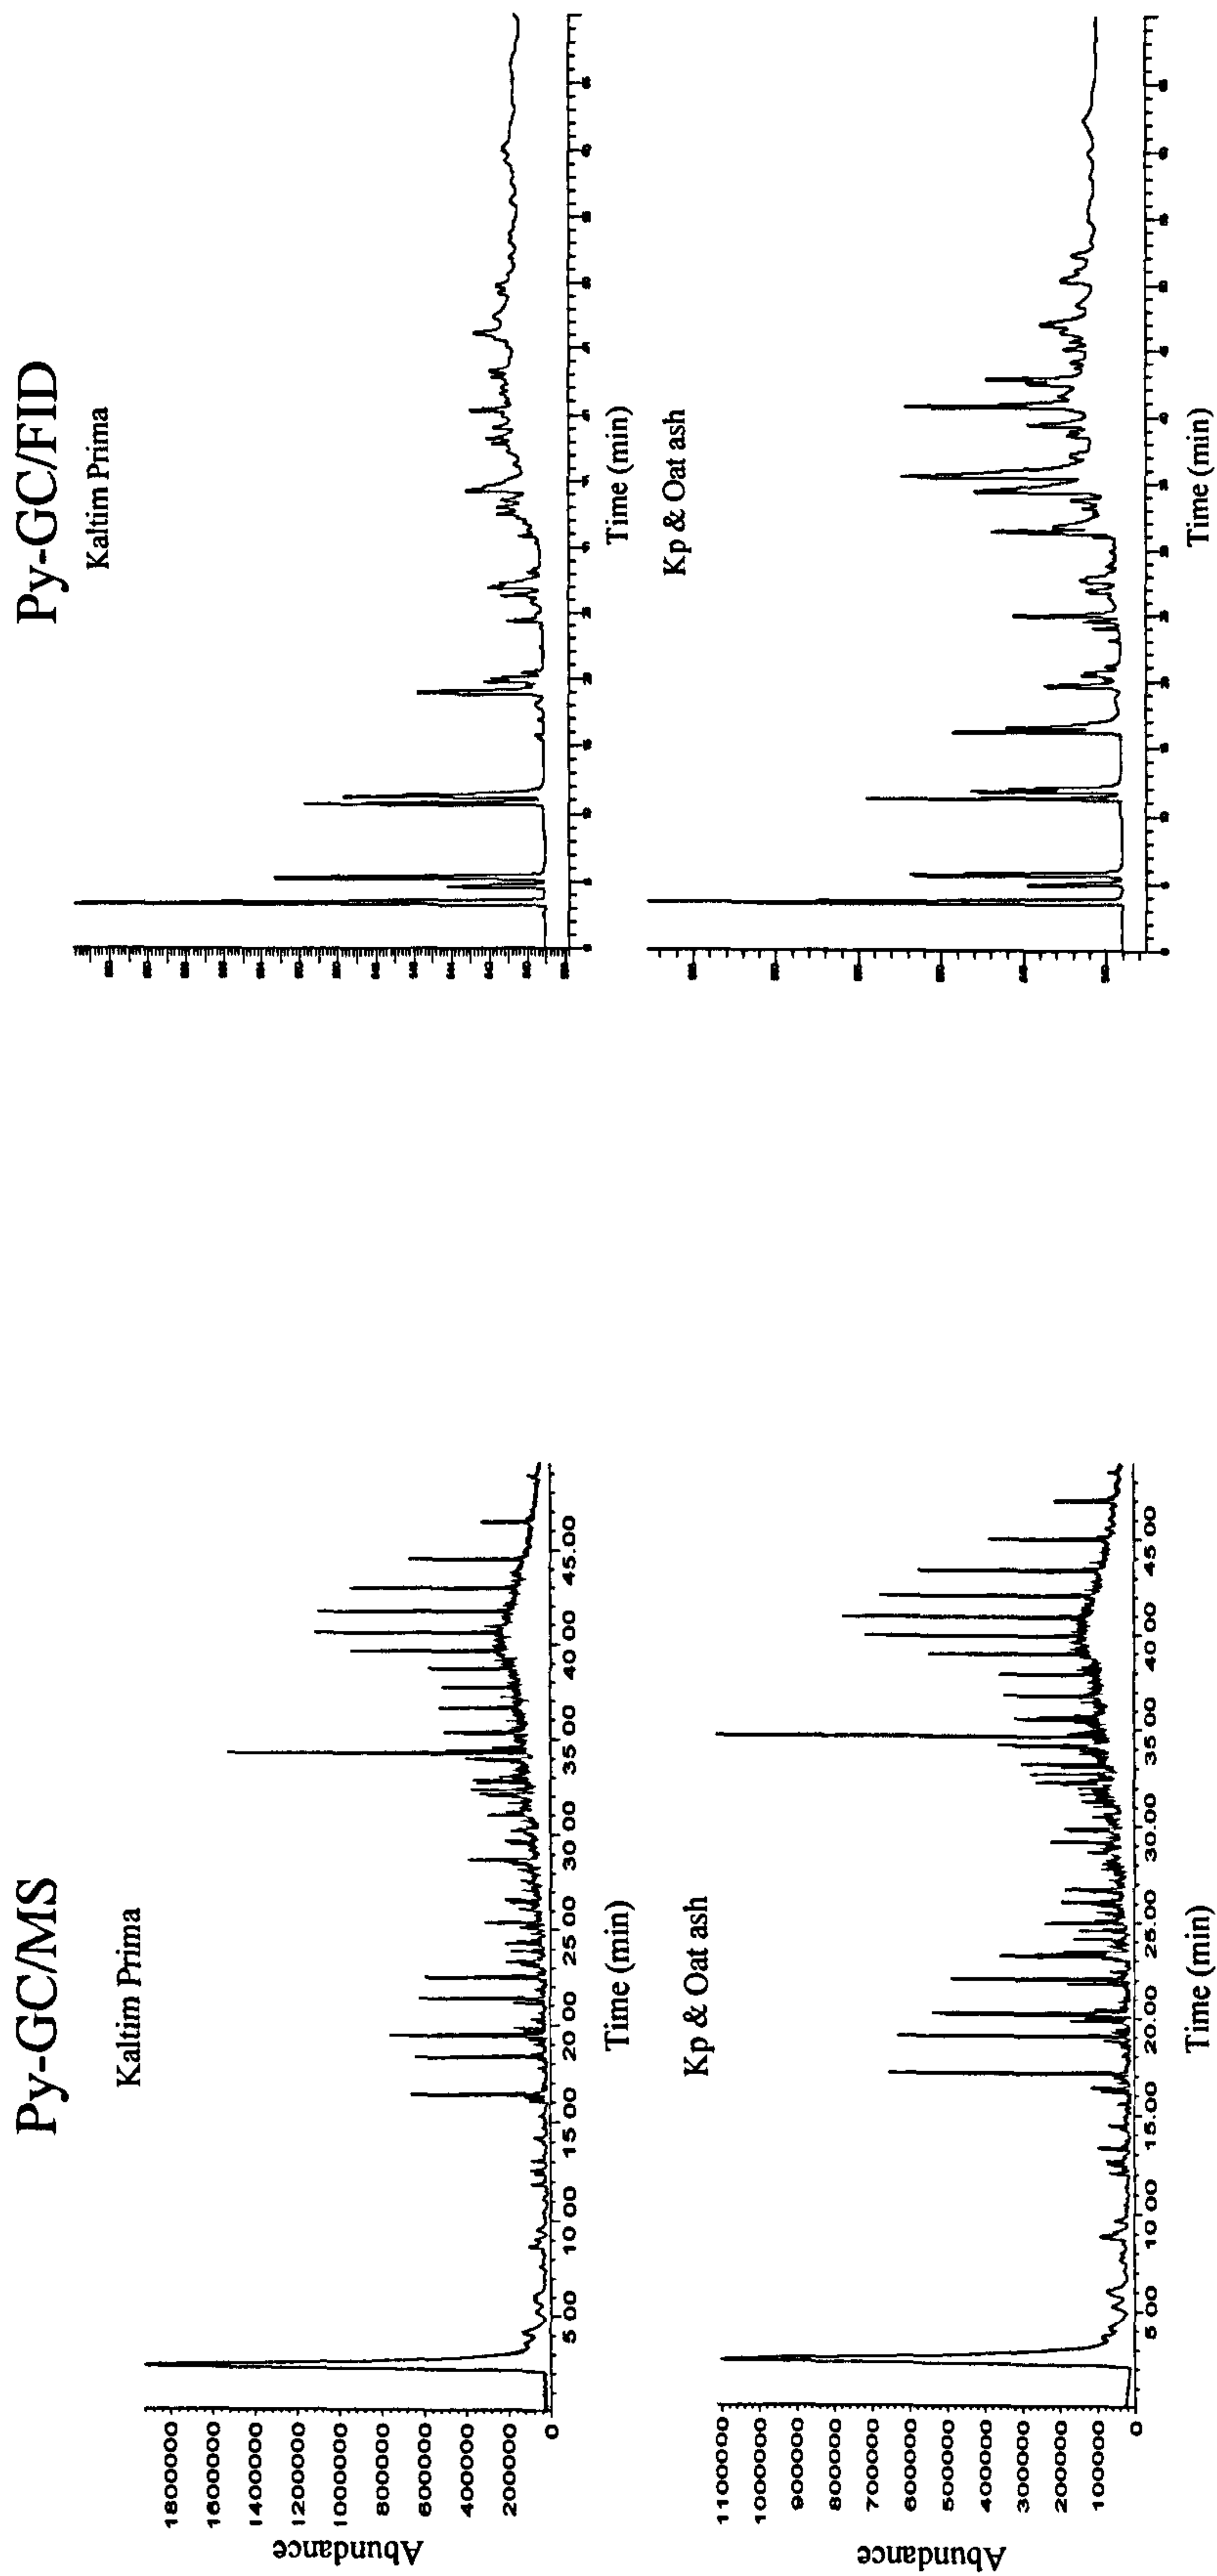 Py-GC/MS
Kaltim Prima
Abundance
1800000
1600000
1400000
1200000
1000000
800000
600000
400000
200000
0
5 00 10 00 15 00 20 00 25 00 30 00 35 00 40 00 45.00
Time (min)
Kp & Oat ash
Abundance
1100000
1000000
900000
800000
700000
600000
500000
400000
300000
200000
100000
0
5 00 10 00 15.00 20.00 25.00 30.00 35 00 40 00 45 00
Time (min)
Py-GC/FID
Kaltim Prima
Time (min)
Kp & Oat ash
Time (min)